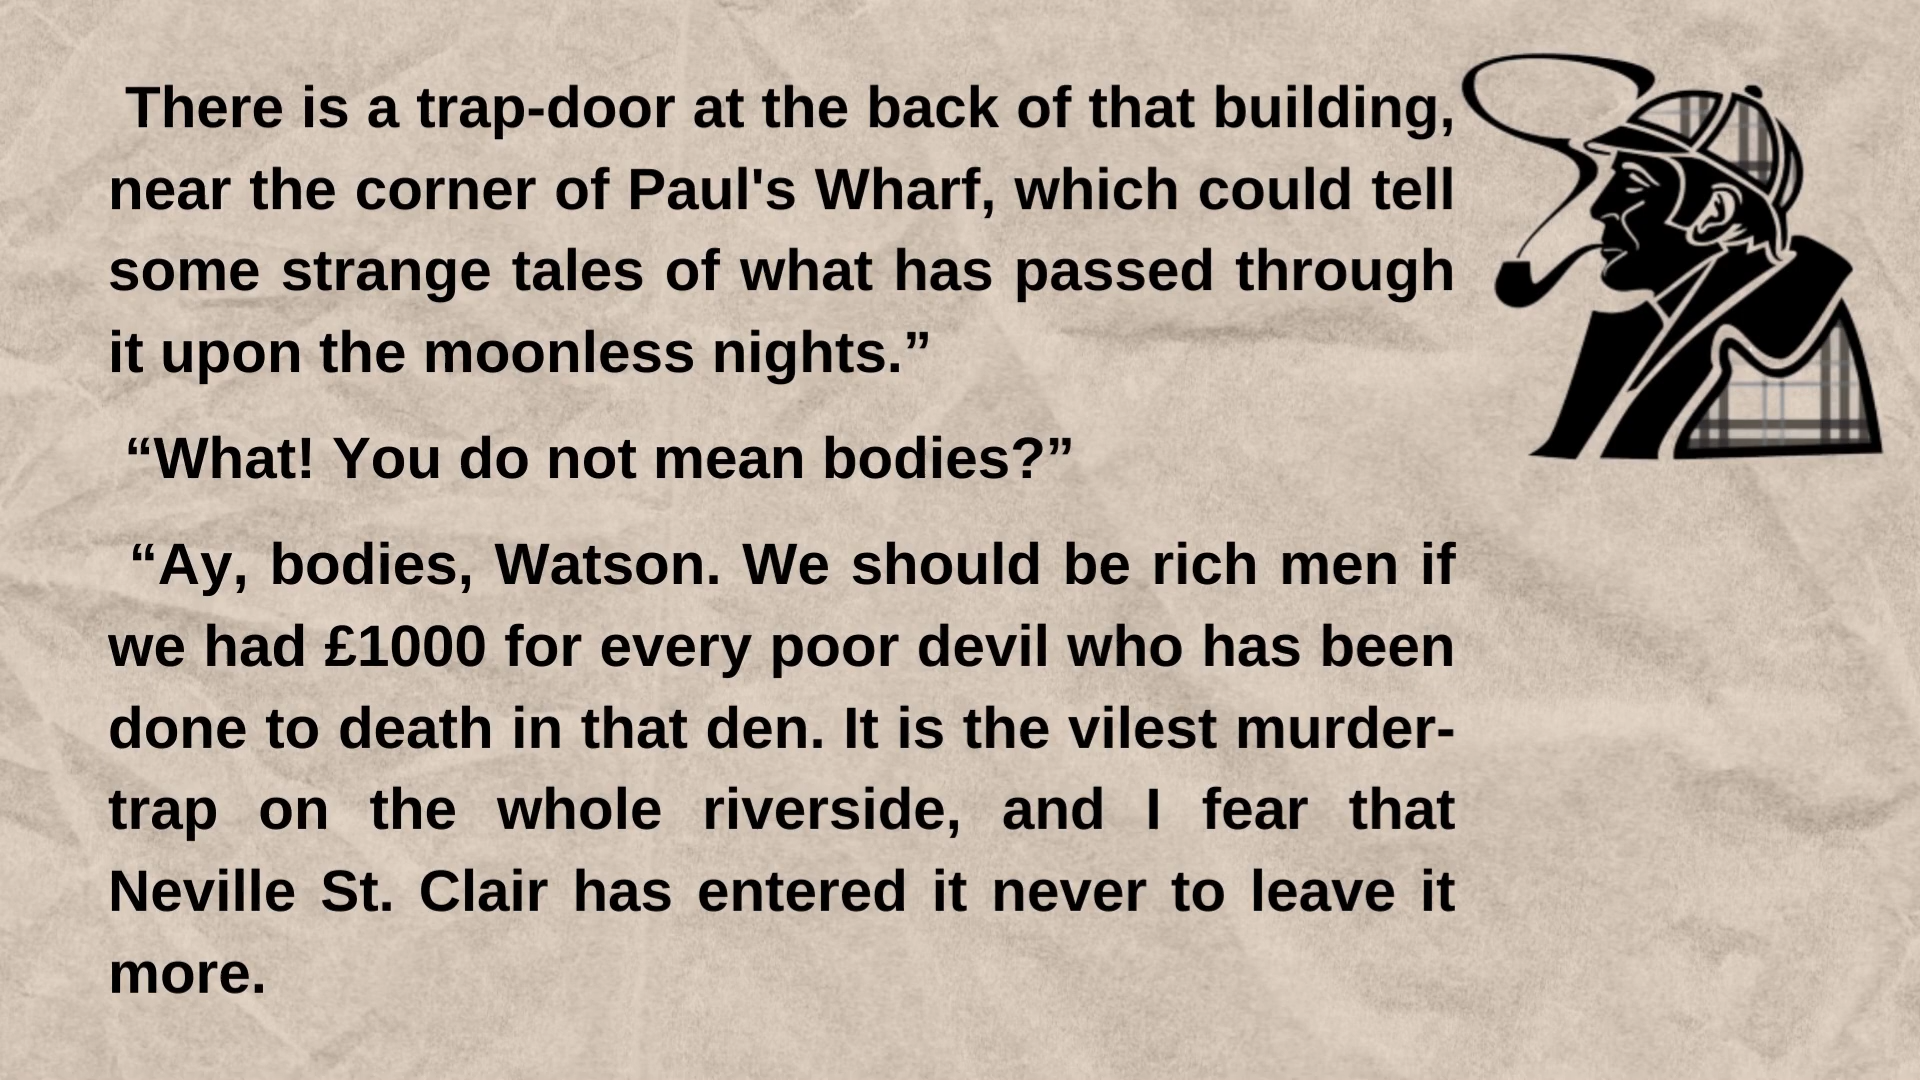 There is a trap-door at the back of that building,
near the corner of Paul's Wharf, which could tell
some strange tales of what has passed through
it upon the moonless nights.”
“What! You do not mean bodies?”
“Ay, bodies, Watson. We should be rich men if
we had £1000 for every poor devil who has been
done to death in that den. It is the vilest murder-
trap on the whole riverside, and I fear that
Neville St. Clair has entered it never to leave it
more.